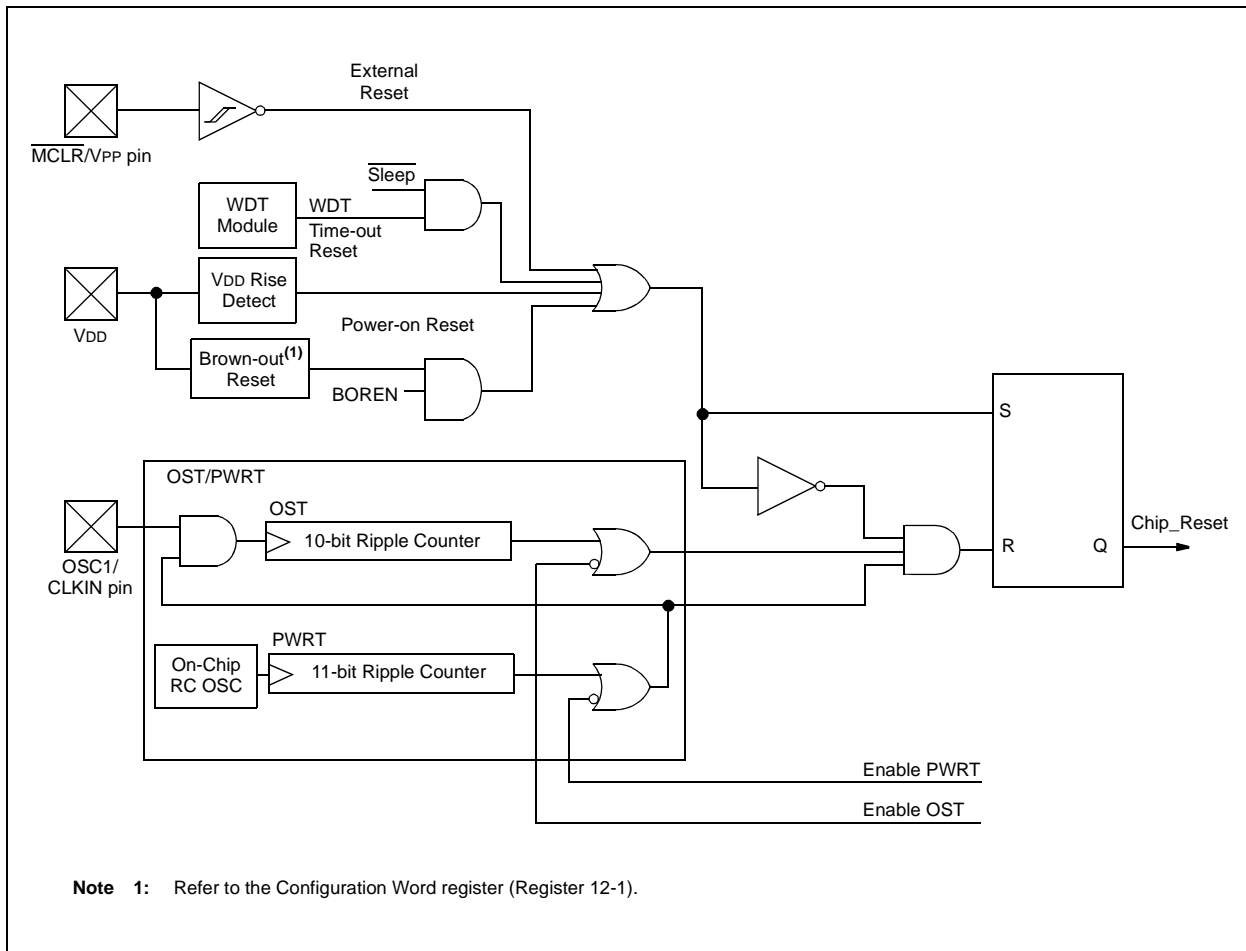 External
Reset
MCLR/VPP pin
Sleep
WDT
Module
WDT
Time-out
Reset
VDD Rise
Detect
VDD
Power-on Reset
Brown-out(1)
Reset
BOREN
S
OST/PWRT
OST
10-bit Ripple Counter
Chip_Reset
R
Q
OSC1/
CLKIN pin
PWRT
On-Chip
RC OSC
11-bit Ripple Counter
Enable PWRT
Enable OST
Note 1: Refer to the Configuration Word register (Register 12-1).